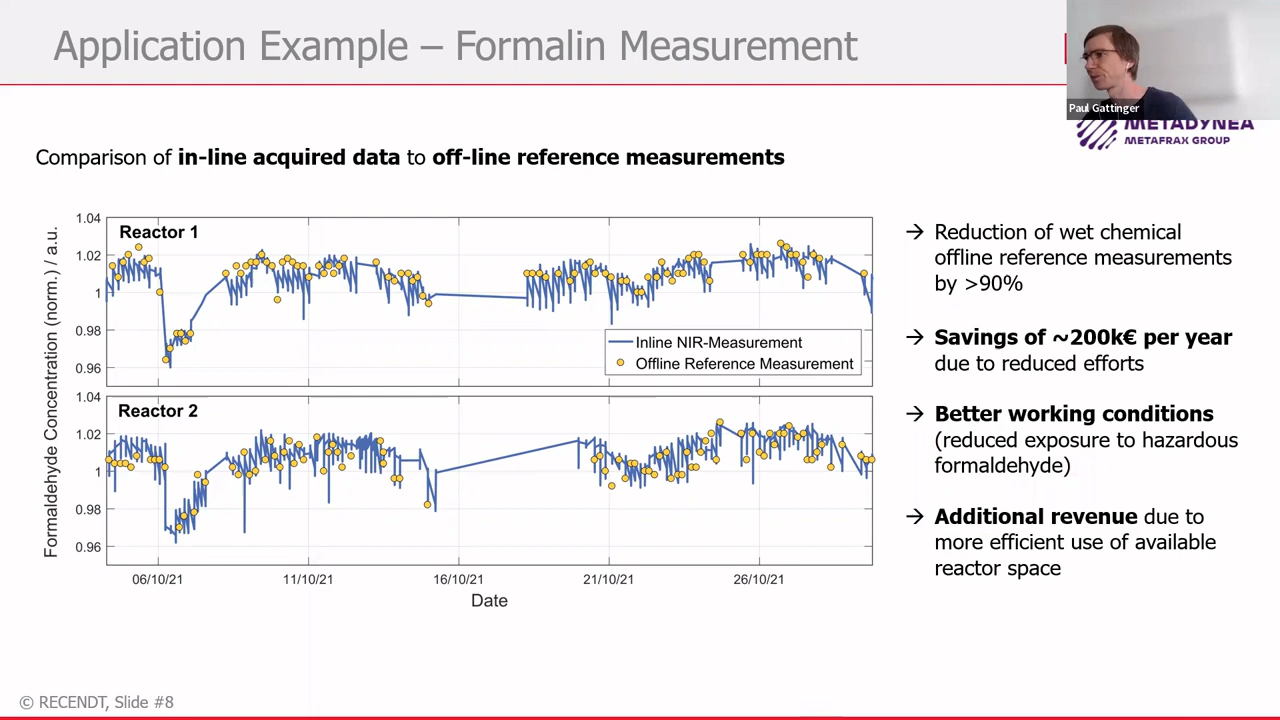 Application Example – Formalin Measurement
Paul Gattinger
METADYNEA
METAFRAX GROUP
Comparison of in-line acquired data to off-line reference measurements
Formaldehyde Concentration (norm.) / a.u.
1.04
1.02
1
0.98
0.96
Reactor 1
Inline NIR-Measurement
Offline Reference Measurement
1.04
1.02
1
0.98
0.96
Reactor 2
06/10/21
11/10/21
16/10/21
21/10/21
26/10/21
Date
→ Reduction of wet chemical
offline reference measurements
by >90%
→ Savings of ~200k€ per year
due to reduced efforts
→ Better working conditions
(reduced exposure to hazardous
formaldehyde)
→ Additional revenue due to
more efficient use of available
reactor space
© RECENDT, Slide #8